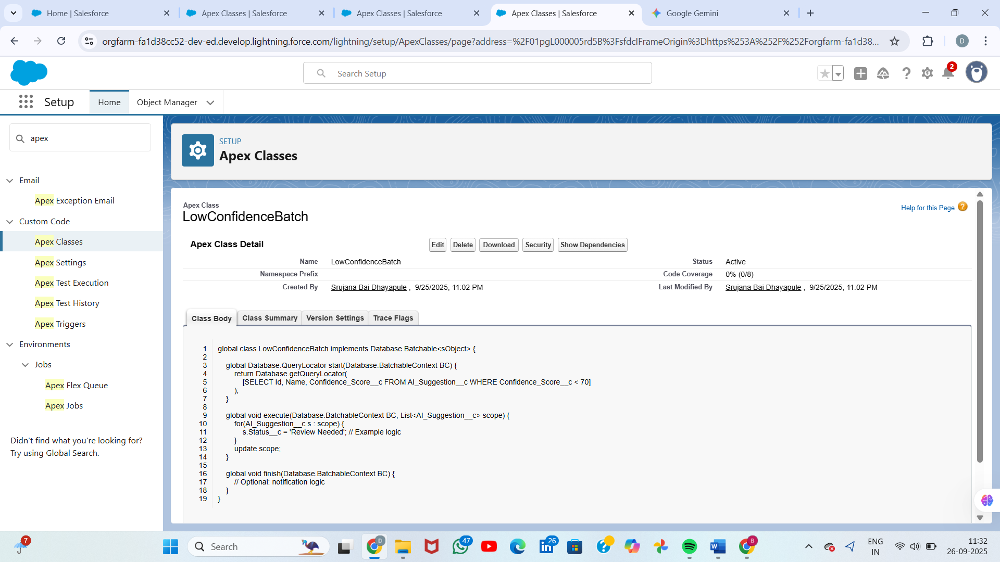 Home | Salesforce
Apex Classes | Salesforce
Apex Classes | Salesforce
Apex Classes | Salesforce
Google Gemini
orgfarm-fa1d38cc52-dev-ed.develop.lightning.force.com/lightning/setup/ApexClasses/page?address=%2F01pgL000005rd5B%3FsfdcIFrameOrigin%3Dhttps%253A%252F%252Forgfarm-fa1d38...
D
Search Setup
2
Setup
Home
Object Manager
apex
Email
Apex Exception Email
Custom Code
Apex Classes
Apex Settings
Apex Test Execution
Apex Test History
Apex Triggers
Environments
Jobs
Apex Flex Queue
Apex Jobs
Didn't find what you're looking for?
Try using Global Search.
SETUP
Apex Classes
Apex Class
LowConfidenceBatch
Help for this Page ?
Apex Class Detail
Edit Delete Download Security Show Dependencies
Name LowConfidenceBatch Status Active
Namespace Prefix Code Coverage 0% (0/8)
Created By Srujana Bai Dhayapule , 9/25/2025, 11:02 PM Last Modified By Srujana Bai Dhayapule , 9/25/2025, 11:02 PM
Class Body Class Summary Version Settings Trace Flags
1 global class LowConfidenceBatch implements Database.Batchable<sObject> {
2
3 global Database.QueryLocator start(Database.BatchableContext BC) {
4 return Database.getQueryLocator(
5 [SELECT Id, Name, Confidence_Score__c FROM AI_Suggestion__c WHERE Confidence_Score__c < 70]
6 );
7 }
8
9 global void execute(Database.BatchableContext BC, List<AI_Suggestion__c> scope) {
10 for(AI_Suggestion__c s : scope) {
11 s.Status__c = 'Review Needed'; // Example logic
12 }
13 update scope;
14 }
15
16 global void finish(Database.BatchableContext BC) {
17 // Optional: notification logic
18 }
19 }
7
Search
D
47
26
W
B
ENG
IN
11:32
26-09-2025